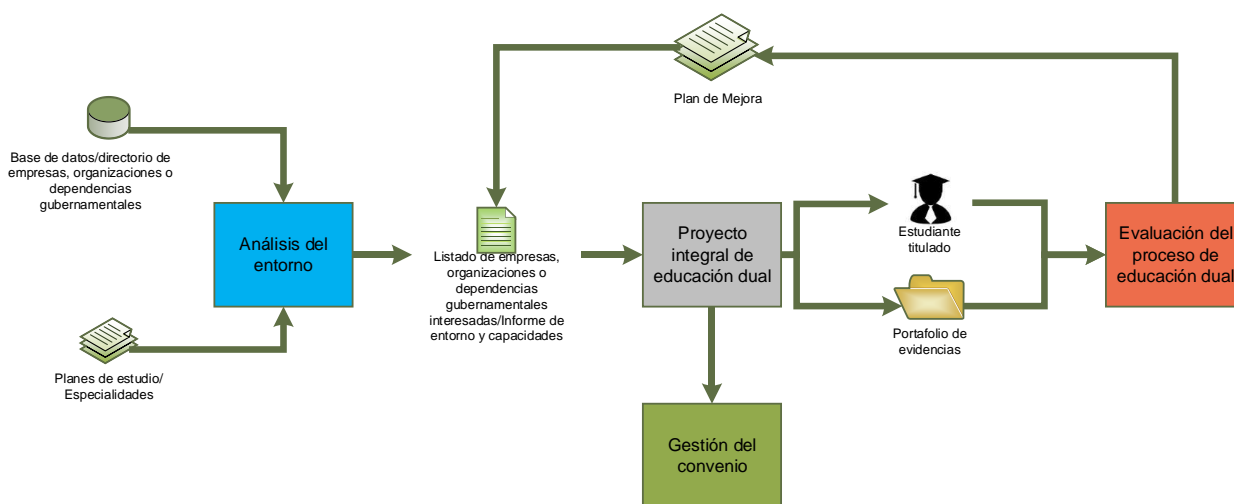 Plan de Mejora
Base de datos/directorio de
empresas, organizaciones o
dependencias
gubernamentales
Análisis del
entorno
Planes de estudio/
Especialidades
Listado de empresas,
organizaciones o
dependencias
gubernamentales
interesadas/Informe de
entorno y capacidades
Proyecto
integral de
educación dual
Gestión del
convenio
Estudiante
titulado
Portafolio de
evidencias
Evaluación del
proceso de
educación dual